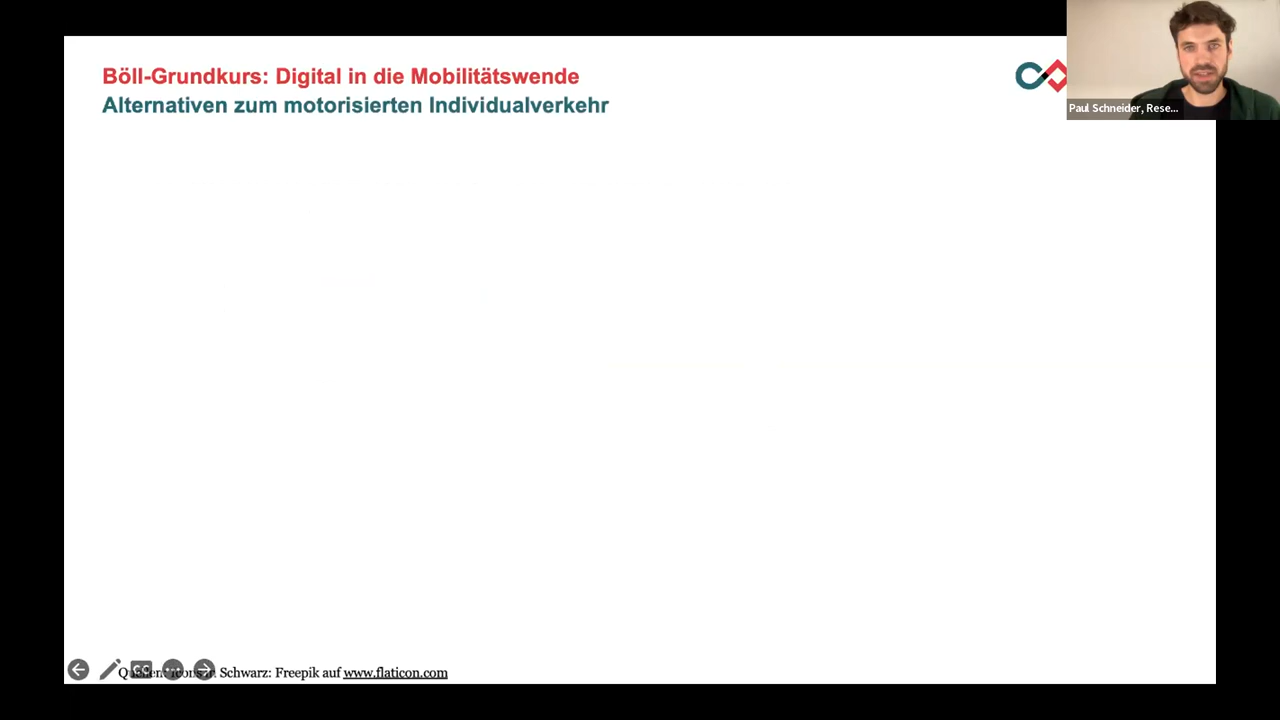 Böll-Grundkurs: Digital in die Mobilitätswende
Alternativen zum motorisierten Individualverkehr
Paul Schneider, Rese...
Schwarz: Freepik auf www.flaticon.com